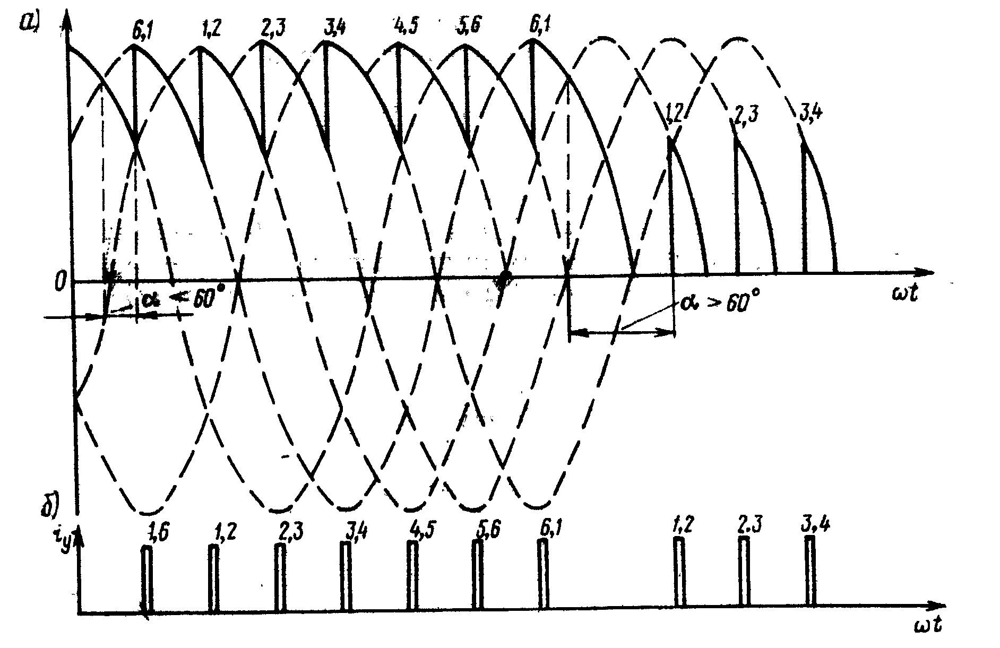 а)
6,1 1,2 2,3 3,4 4,5 5,6 6,1
1,2 2,3 3,4
0
α < 60°
α > 60°
ωt
б)
iу
1,6 1,2 2,3 3,4 4,5 5,6 6,1 1,2 2.3 3,4
ωt